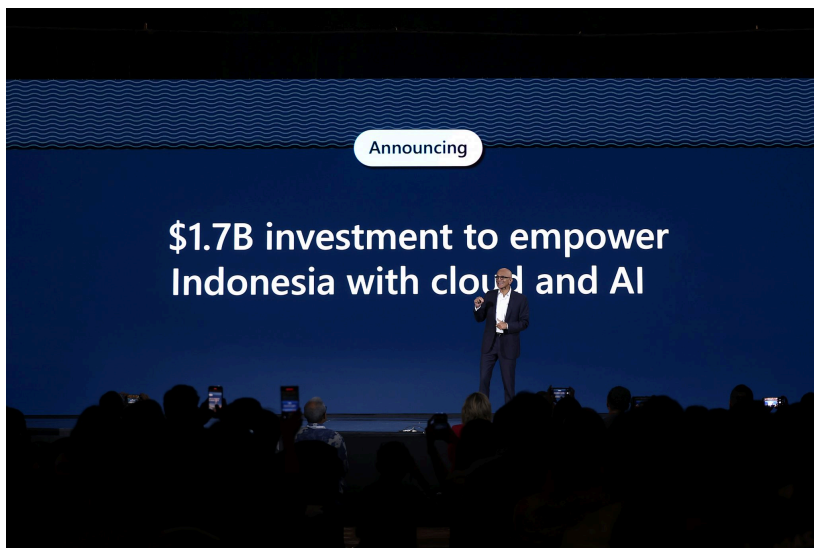 Announcing
$1.7B investment to empower
Indonesia with cloud and AI